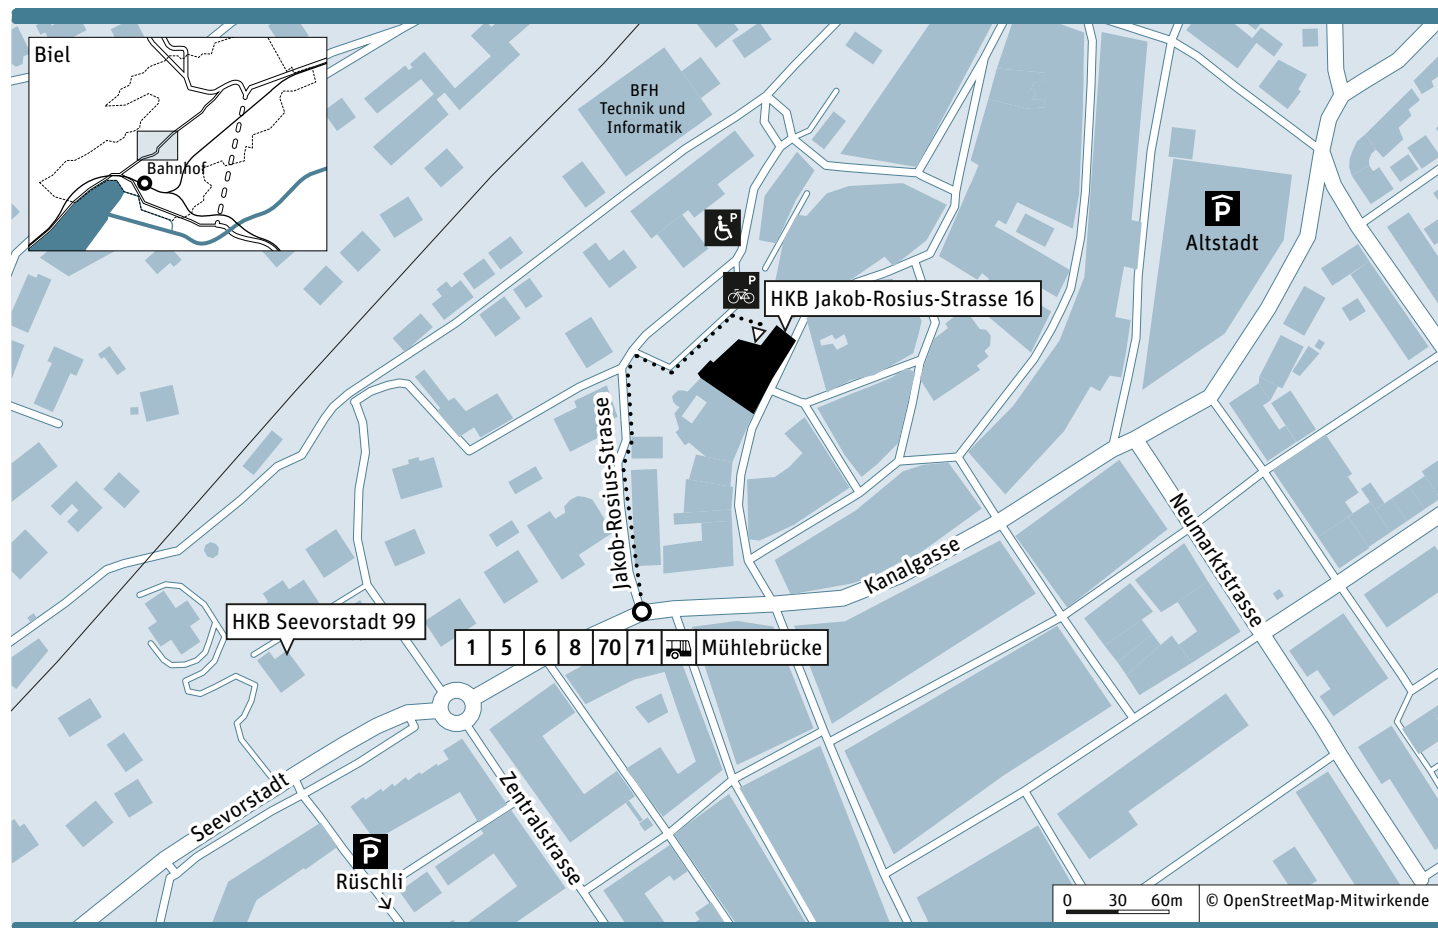 Biel
Bahnhof
BFH
Technik und
Informatik
P
P
P
Altstadt
HKB Jakob-Rosius-Strasse 16
Jakob-Rosius-Strasse
Kanalgasse
Neumarktstrasse
HKB Seevorstadt 99
1 5 6 8 70 71 Mühlebrücke
Seevorstadt
Zentralstrasse
P
Rüschli
0 30 60m
© OpenStreetMap-Mitwirkende